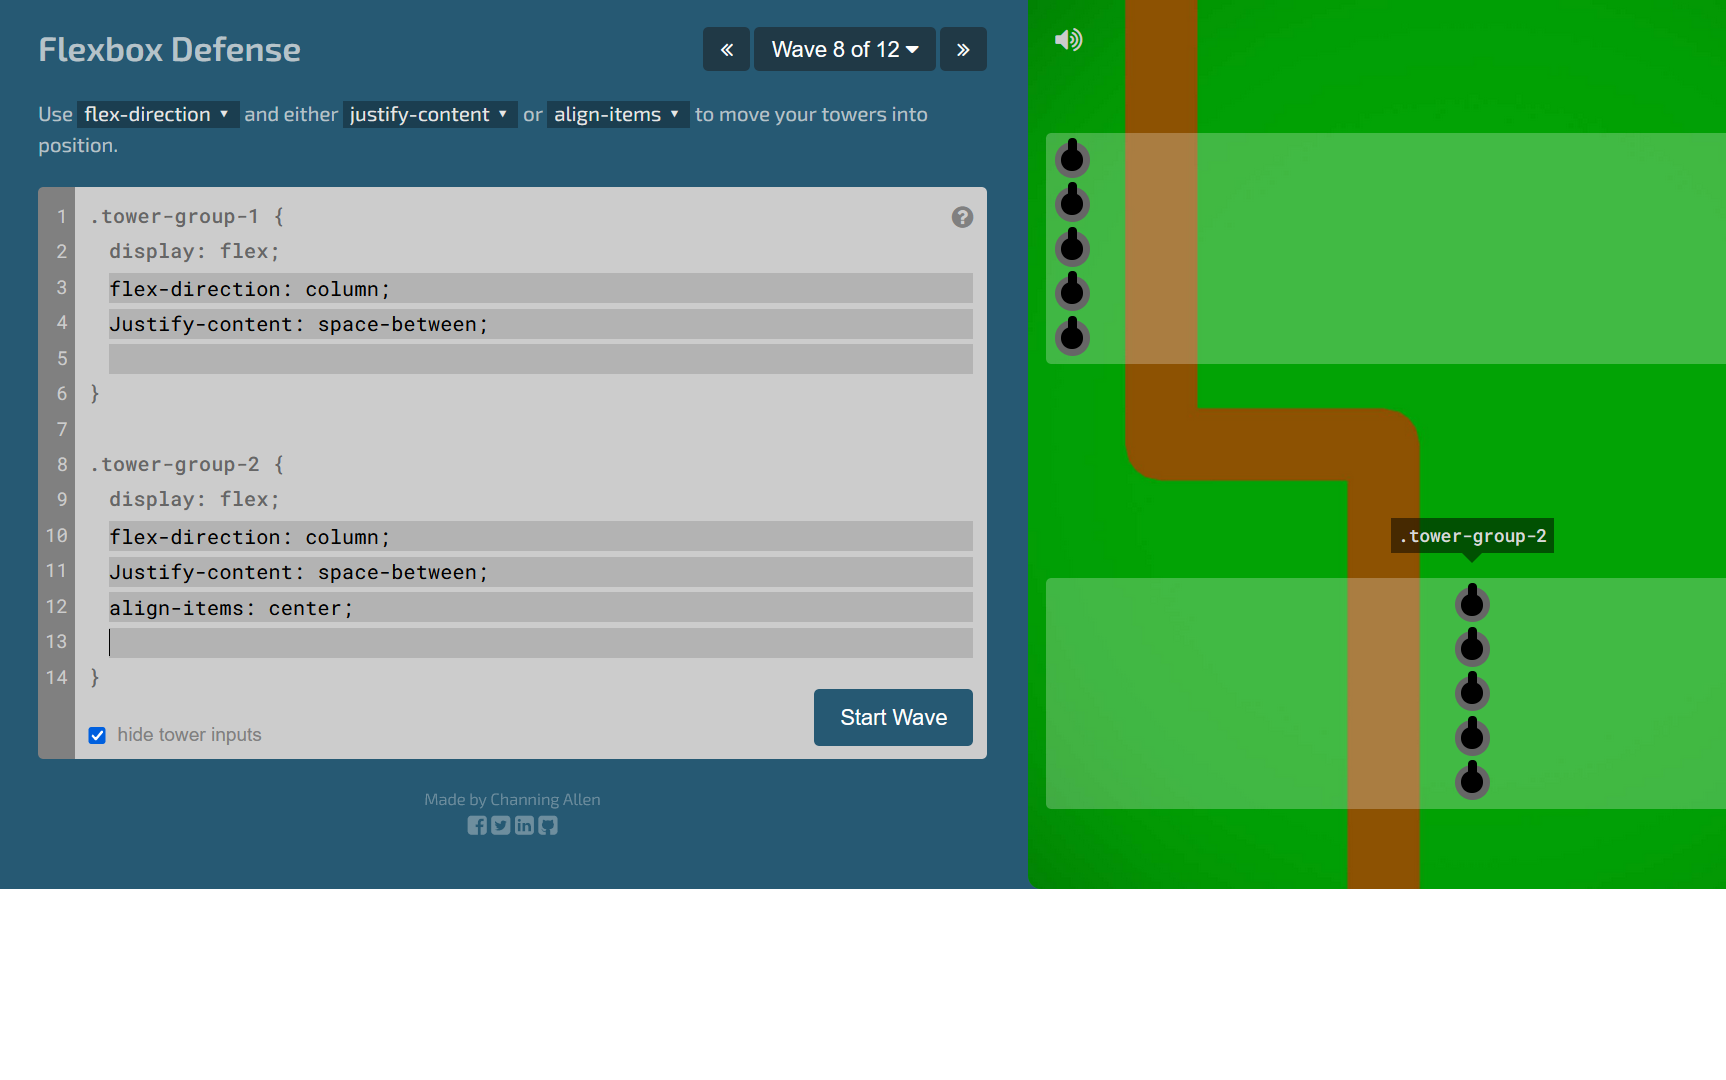 Flexbox Defense
« Wave 8 of 12 »
Use flex-direction ▼ and either justify-content ▼ or align-items ▼ to move your towers into
position.
1 .tower-group-1 {
2 display: flex;
3 flex-direction: column;
4 Justify-content: space-between;
5
6 }
7
8 .tower-group-2 {
9 display: flex;
10 flex-direction: column;
11 Justify-content: space-between;
12 align-items: center;
13
14 }
?
hide tower inputs
Start Wave
Made by Channing Allen
.tower-group-2